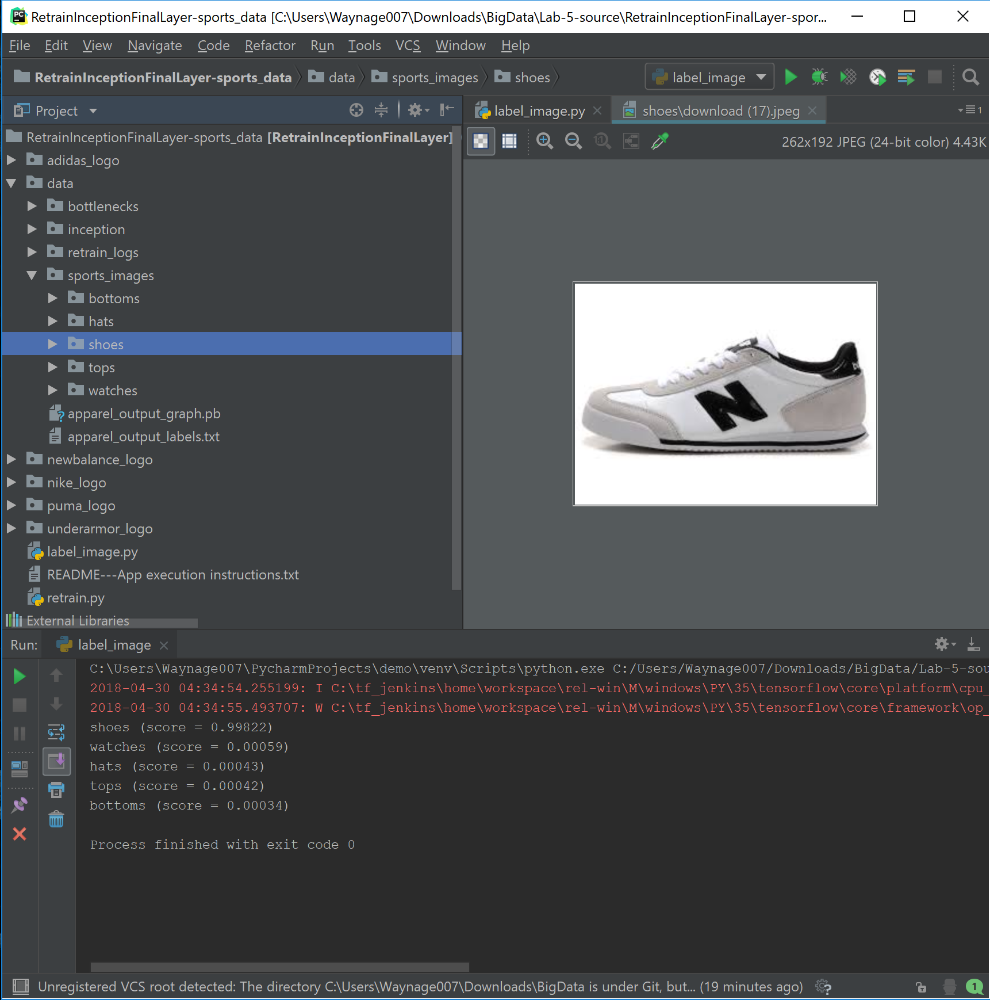 RetrainInceptionFinalLayer-sports_data [C:\Users\Waynage007\Downloads\BigData\Lab-5-source\RetrainInceptionFinalLayer-spor...
File Edit View Navigate Code Refactor Run Tools VCS Window Help
RetrainInceptionFinalLayer-sports_data data sports_images shoes label_image
Project
label_image.py shoes\download (17).jpeg 1
262x192 JPEG (24-bit color) 4.43K
RetrainInceptionFinalLayer-sports_data [RetrainInceptionFinalLayer]
adidas_logo
data
bottlenecks
inception
retrain_logs
sports_images
bottoms
hats
shoes
tops
watches
apparel_output_graph.pb
apparel_output_labels.txt
newbalance_logo
nike_logo
puma_logo
underarmor_logo
label_image.py
README---App execution instructions.txt
retrain.py
External Libraries
N
Run: label_image
C:\Users\Waynage007\PycharmProjects\demo\venv\Scripts\python.exe C:/Users/Waynage007/Downloads/BigData/Lab-5-sou
2018-04-30 04:34:54.255199: I C:\tf_jenkins\home\workspace\rel-win\M\windows\PY\35\tensorflow\core\platform\cpu_
2018-04-30 04:34:55.493707: W C:\tf_jenkins\home\workspace\rel-win\M\windows\PY\35\tensorflow\core\framework\op_
shoes (score = 0.99822)
watches (score = 0.00059)
hats (score = 0.00043)
tops (score = 0.00042)
bottoms (score = 0.00034)
Process finished with exit code 0
Unregistered VCS root detected: The directory C:\Users\Waynage007\Downloads\BigData is under Git, but... (19 minutes ago) 1